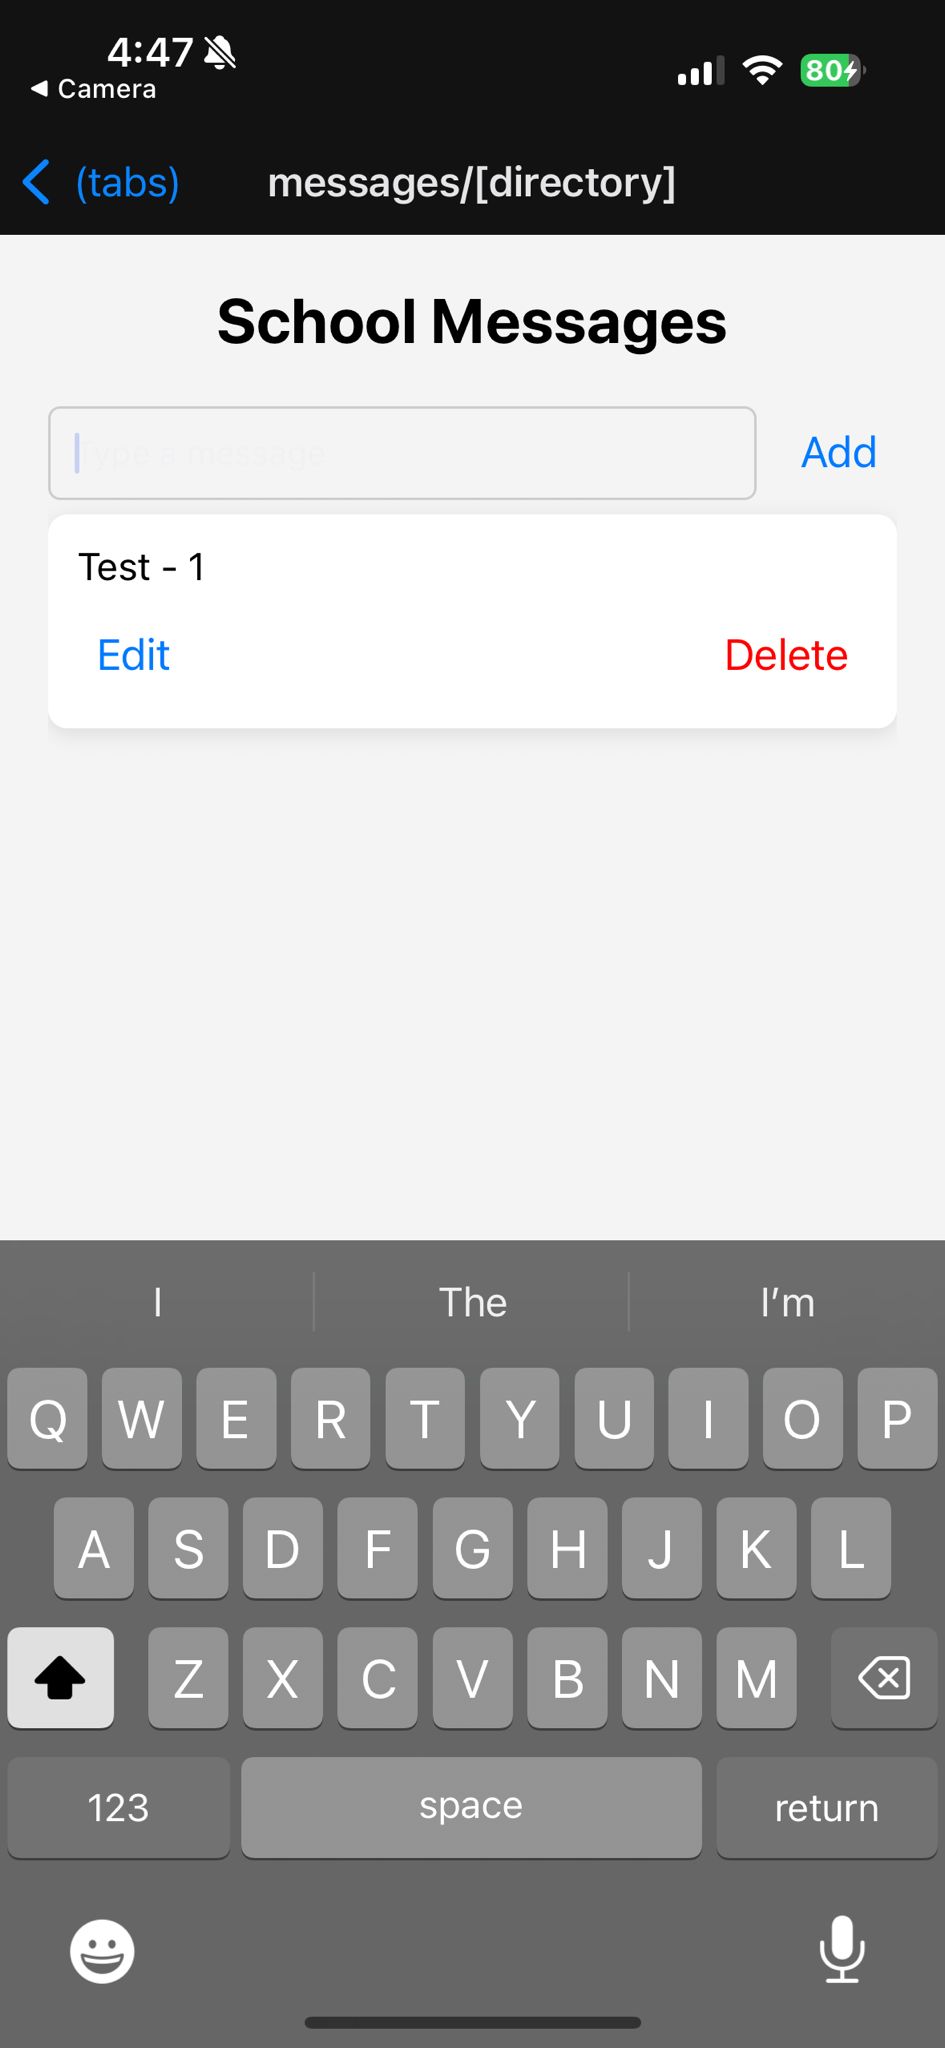 4:47
Camera
80
(tabs)
messages/[directory]
School Messages
Type a message
Add
Test - 1
Edit
Delete
I
The
I’m
Q W E R T Y U I O P
A S D F G H J K L
Z X C V B N M
123
space
return